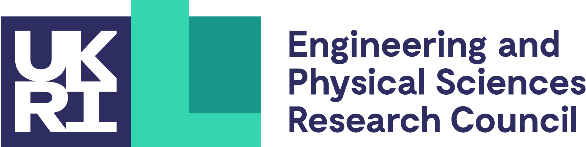 UK
RI
Engineering and
Physical Sciences
Research Council